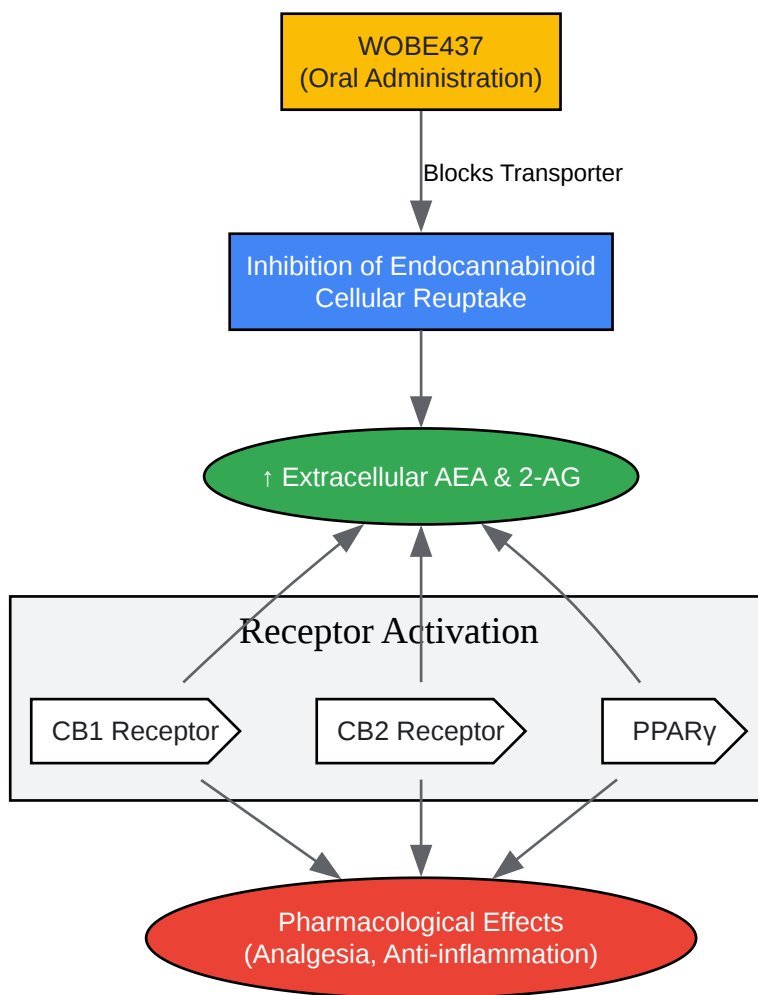 WOBE437
(Oral Administration)
Blocks Transporter
Inhibition of Endocannabinoid
Cellular Reuptake
↑ Extracellular AEA & 2-AG
Receptor Activation
CB1 Receptor
CB2 Receptor
PPARγ
Pharmacological Effects
(Analgesia, Anti-inflammation)